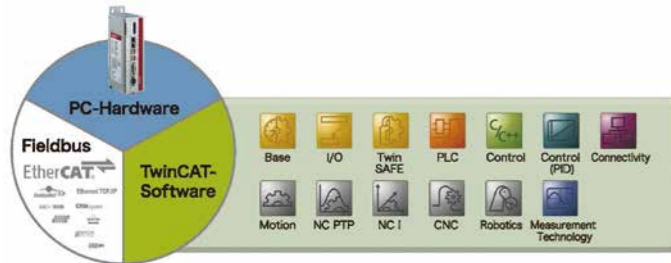 PC-Hardware
Fieldbus
EtherCAT
TwinCAT-
Software
Base
I/O
Twin
SAFE
PLC
C/C++
Control
Control
(PID)
Connectivity
Motion
NC PTP
NC I
CNC
Robotics
Measurement
Technology